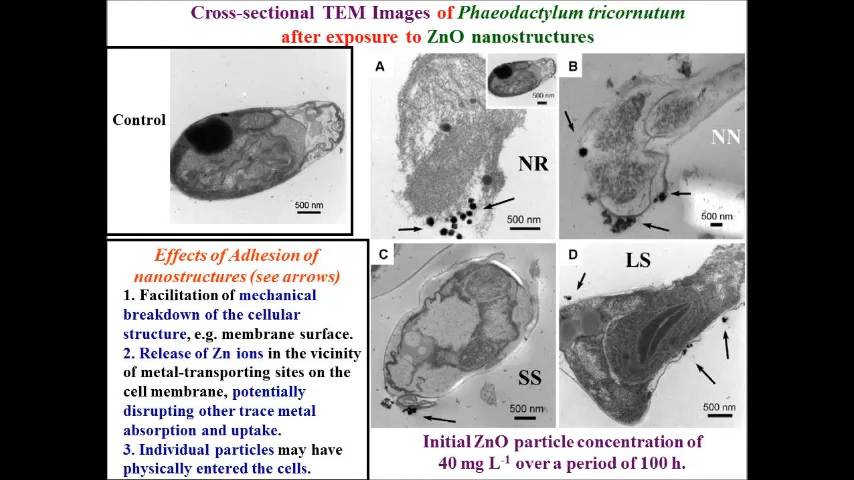 Cross-sectional TEM Images of Phaeodactylum tricornutum
after exposure to ZnO nanostructures
Control
500 nm
A
500 nm
NR
500 nm
B
NN
500 nm
C
SS
500 nm
D
LS
500 nm
Effects of Adhesion of
nanostructures (see arrows)
1. Facilitation of mechanical
breakdown of the cellular
structure, e.g. membrane surface.
2. Release of Zn ions in the vicinity
of metal-transporting sites on the
cell membrane, potentially
disrupting other trace metal
absorption and uptake.
3. Individual particles may have
physically entered the cells.
Initial ZnO particle concentration of
40 mg L⁻¹ over a period of 100 h.